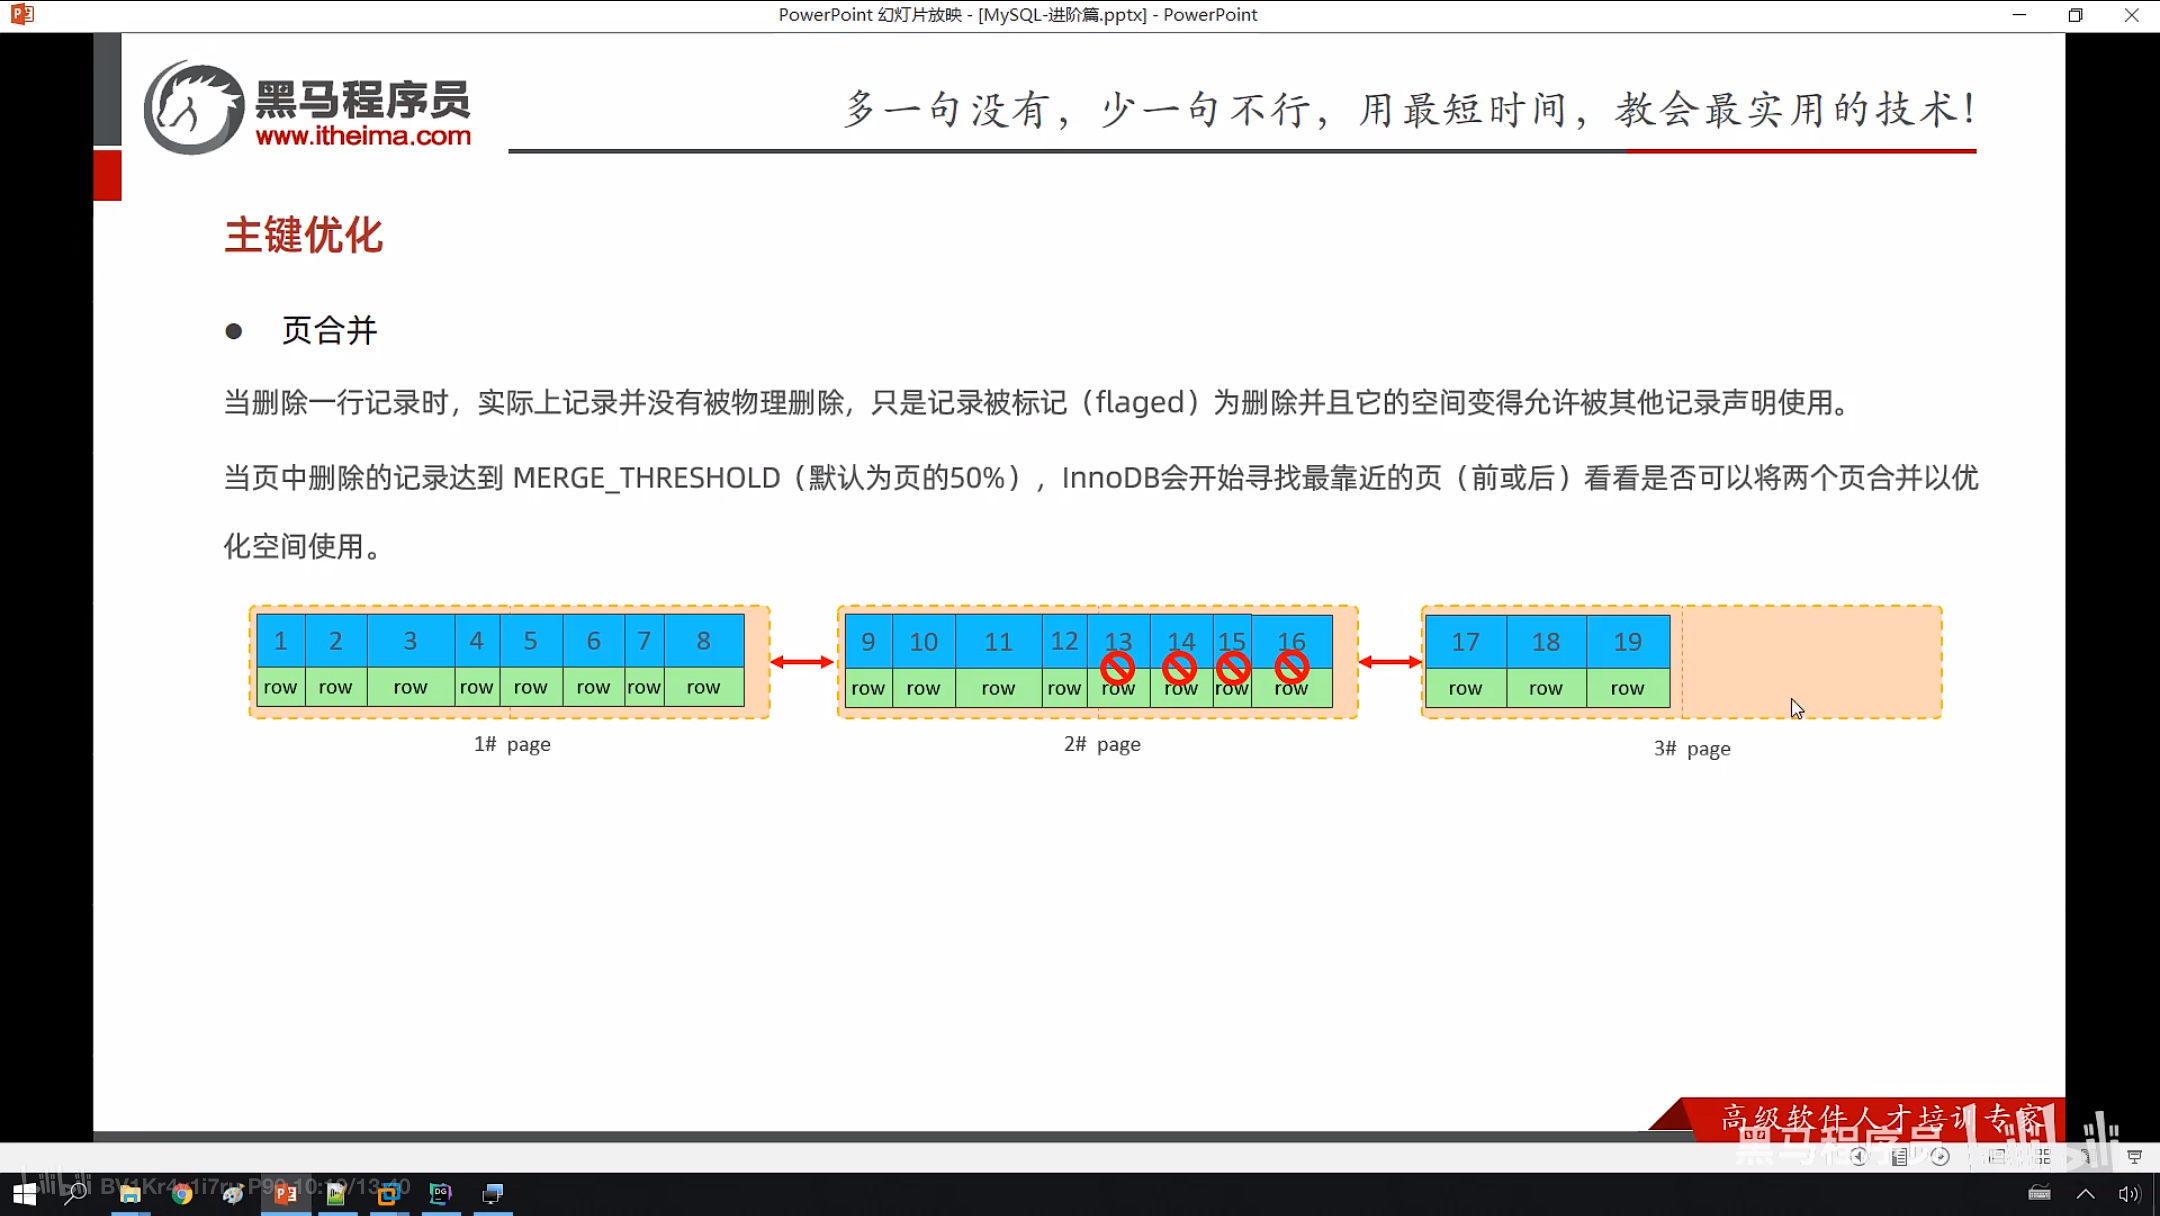 PowerPoint 幻灯片放映 - [MySQL-进阶篇.pptx] - PowerPoint
黑马程序员
www.itheima.com
多一句没有，少一句不行，用最短时间，教会最实用的技术！
主键优化
● 页合并
当删除一行记录时，实际上记录并没有被物理删除，只是记录被标记（flaged）为删除并且它的空间变得允许被其他记录声明使用。
当页中删除的记录达到 MERGE_THRESHOLD（默认为页的50%），InnoDB会开始寻找最靠近的页（前或后）看看是否可以将两个页合并以优
化空间使用。
1 2 3 4 5 6 7 8 9 10 11 12 13 14 15 16 17 18 19
row row row row row row row row row row row row row row row row row row row
1# page 2# page 3# page
高级软件人才培训专家
黑马程序员
BV1Kr4y1i7ru P90 10:19/13:40